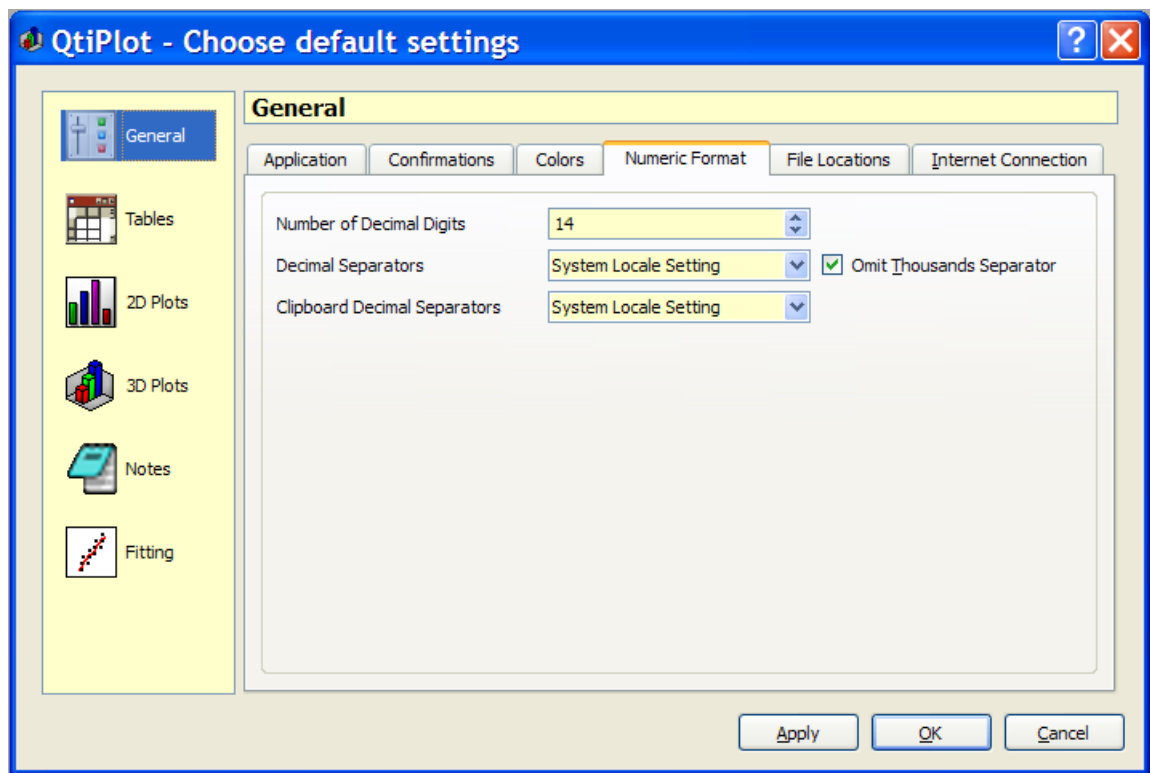 QtiPlot - Choose default settings
General
Tables
2D Plots
3D Plots
Notes
Fitting
General
Application Confirmations Colors Numeric Format File Locations Internet Connection
Number of Decimal Digits 14
Decimal Separators System Locale Setting Omit Thousands Separator
Clipboard Decimal Separators System Locale Setting
Apply OK Cancel